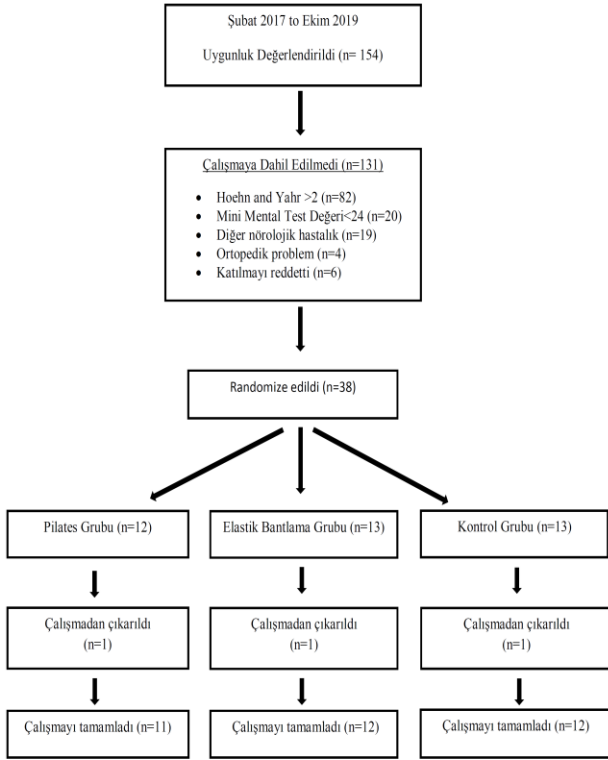 Şubat 2017 to Ekim 2019
Uygunluk Değerlendirildi (n= 154)
Çalışmaya Dahil Edilmedi (n=131)
• Hoehn and Yahr >2 (n=82)
• Mini Mental Test Değeri<24 (n=20)
• Diğer nörolojik hastalık (n=19)
• Ortopedik problem (n=4)
• Katılmayı reddetti (n=6)
Randomize edildi (n=38)
Pilates Grubu (n=12)
Elastik Bantlama Grubu (n=13)
Kontrol Grubu (n=13)
Çalışmadan çıkarıldı
(n=1)
Çalışmadan çıkarıldı
(n=1)
Çalışmadan çıkarıldı
(n=1)
Çalışmayı tamamladı (n=11)
Çalışmayı tamamladı (n=12)
Çalışmayı tamamladı (n=12)